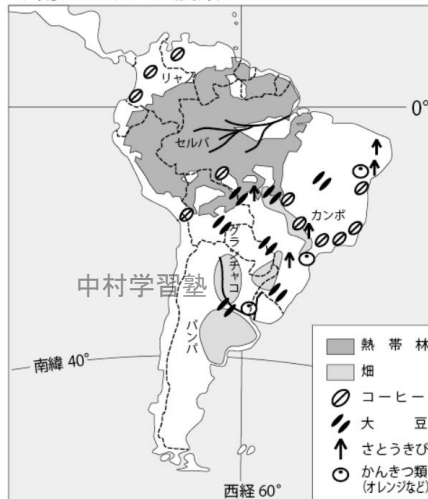 リャノ
0°
セルバ
カンポ
グランチャコ
中村学習塾
パンパ
南緯 40°
西経 60°
熱帯林
畑
コーヒー
大豆
さとうきび
かんきつ類
(オレンジなど)